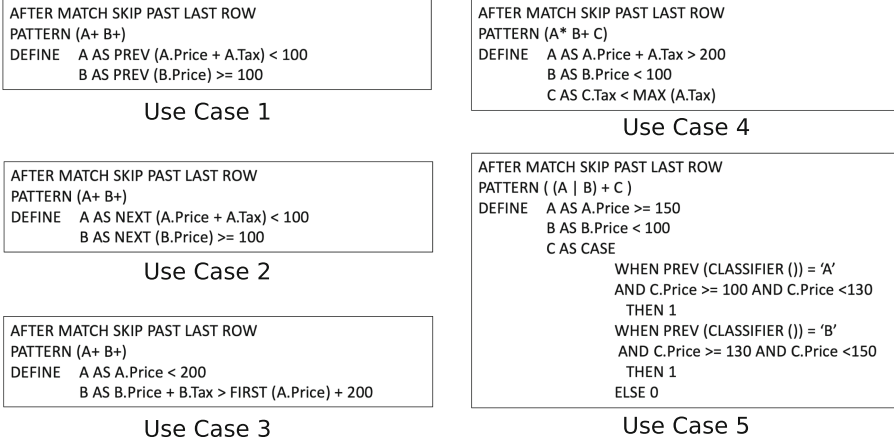 AFTER MATCH SKIP PAST LAST ROW
PATTERN (A+ B+)
DEFINE A AS PREV (A.Price + A.Tax) < 100
B AS PREV (B.Price) >= 100
Use Case 1
AFTER MATCH SKIP PAST LAST ROW
PATTERN (A+ B+)
DEFINE A AS NEXT (A.Price + A.Tax) < 100
B AS NEXT (B.Price) >= 100
Use Case 2
AFTER MATCH SKIP PAST LAST ROW
PATTERN (A+ B+)
DEFINE A AS A.Price < 200
B AS B.Price + B.Tax > FIRST (A.Price) + 200
Use Case 3
AFTER MATCH SKIP PAST LAST ROW
PATTERN (A* B+ C)
DEFINE A AS A.Price + A.Tax > 200
B AS B.Price < 100
C AS C.Tax < MAX (A.Tax)
Use Case 4
AFTER MATCH SKIP PAST LAST ROW
PATTERN ( (A | B) + C )
DEFINE A AS A.Price >= 150
B AS B.Price < 100
C AS CASE
WHEN PREV (CLASSIFIER ()) = ‘A’
AND C.Price >= 100 AND C.Price <130
THEN 1
WHEN PREV (CLASSIFIER ()) = ‘B’
AND C.Price >= 130 AND C.Price <150
THEN 1
ELSE 0
Use Case 5